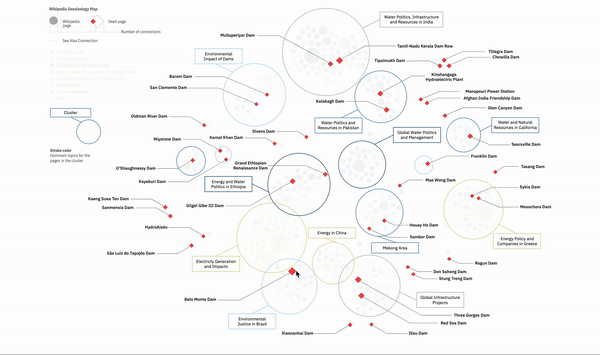 Wikipedia Seealsology Map
Wikipedia
page
Seed page
Number of connections
See Also Connection
Cluster
Stroke color
Dominant topics for the
pages in the cluster
Water Politics, Infrastructure
and Resources in India
Mullaperiyar Dam
Tamil-Nadu Kerala Dam Row
Tipaimukh Dam
Tillegra Dam
Chowilla Dam
Environmental
Impact of Dams
Baram Dam
San Clemente Dam
Kishanganga
Hydroelectric Plant
Kalabagh Dam
Manapouri Power Station
Afghan India Friendship Dam
Glen Canyon Dam
Oldman River Dam
Water Politics and
Resources in Pakistan
Water and Natural
Resources in California
Sivens Dam
Kamal Khan Dam
Global Water Politics
and Management
Mystone Dam
Searsville Dam
Franklin Dam
O'Shaughnessy Dam
Grand Ethiopian
Renaissance Dam
Tasang Dam
Xayaburi Dam
Energy and Water
Politics in Ethiopia
Mae Wong Dam
Sykia Dam
Kaeng Suea Ten Dam
Sannenoia Dam
Gilgel Gibe III Dam
Mesochora Dam
HydroAisén
Houay Ho Dam
Energy in China
Sambor Dam
Energy Policy and
Companies in Greece
São Luiz do Tapajós Dam
Mekong Area
Electricity Generation
and Impacts
Rogun Dam
Don Sahong Dam
Stung Treng Dam
Belo Monte Dam
Global Infrastructure
Projects
Environmental
Justice in Brazil
Three Gorges Dam
Red Sea Dam
Xiaonanhai Dam
Ilisu Dam